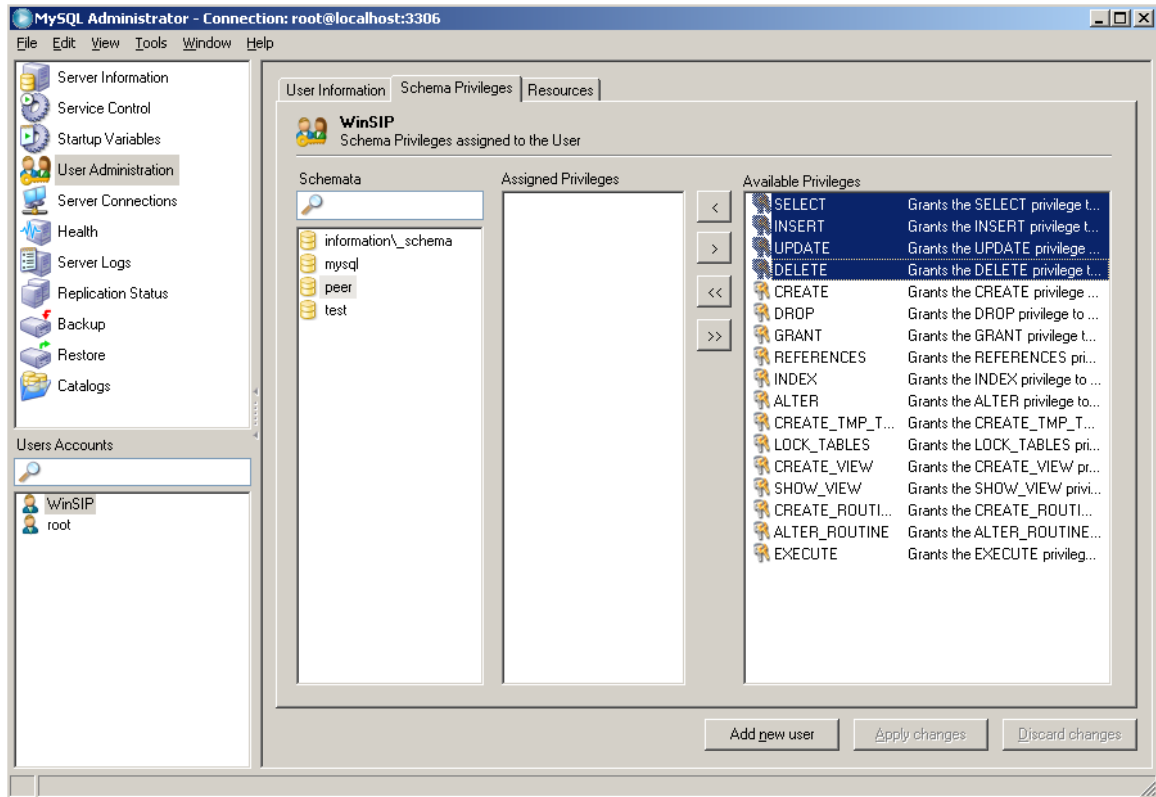 MySQL Administrator - Connection: root@localhost:3306
File Edit View Tools Window Help
Server Information
Service Control
Startup Variables
User Administration
Server Connections
Health
Server Logs
Replication Status
Backup
Restore
Catalogs
Users Accounts
WinSIP
root
User Information Schema Privileges Resources
WinSIP
Schema Privileges assigned to the User
Schemata
information\_schema
mysql
peer
test
Assigned Privileges
<
>
<<
>>
Available Privileges
SELECT Grants the SELECT privilege t...
INSERT Grants the INSERT privilege t...
UPDATE Grants the UPDATE privilege ...
DELETE Grants the DELETE privilege t...
CREATE Grants the CREATE privilege ...
DROP Grants the DROP privilege to ...
GRANT Grants the GRANT privilege t...
REFERENCES Grants the REFERENCES pri...
INDEX Grants the INDEX privilege to ...
ALTER Grants the ALTER privilege to...
CREATE_TMP_T... Grants the CREATE_TMP_T...
LOCK_TABLES Grants the LOCK_TABLES pri...
CREATE_VIEW Grants the CREATE_VIEW pr...
SHOW_VIEW Grants the SHOW_VIEW privi...
CREATE_ROUTI... Grants the CREATE_ROUTI...
ALTER_ROUTINE Grants the ALTER_ROUTINE...
EXECUTE Grants the EXECUTE privileg...
Add new user Apply changes Discard changes